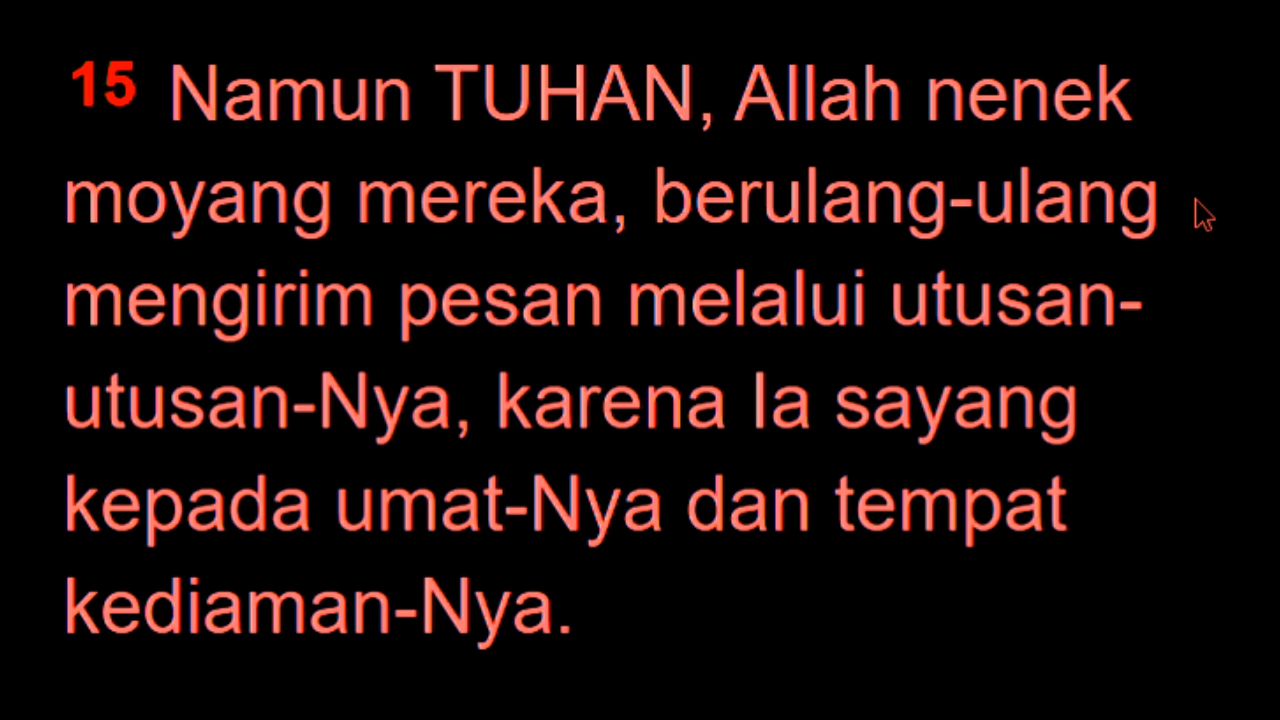 15 Namun TUHAN, Allah nenek
moyang mereka, berulang-ulang
mengirim pesan melalui utusan-
utusan-Nya, karena Ia sayang
kepada umat-Nya dan tempat
kediaman-Nya.